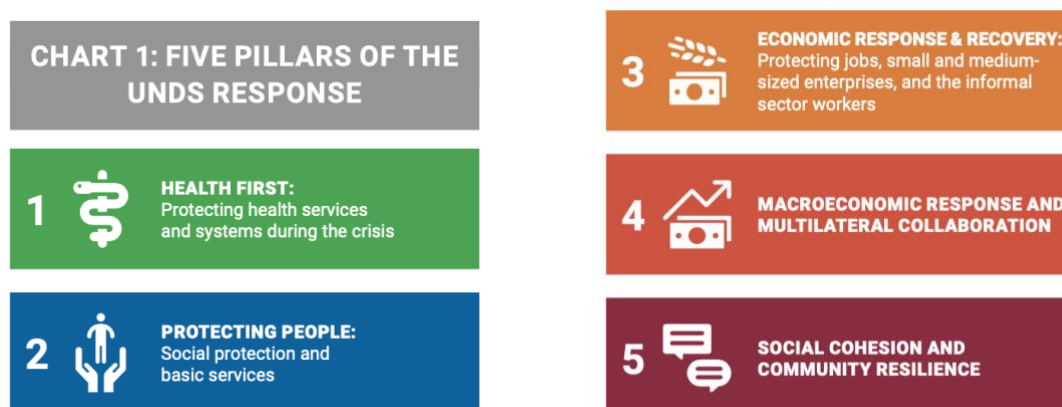 CHART 1: FIVE PILLARS OF THE
UNDS RESPONSE
1
HEALTH FIRST:
Protecting health services
and systems during the crisis
2
PROTECTING PEOPLE:
Social protection and
basic services
3
ECONOMIC RESPONSE & RECOVERY:
Protecting jobs, small and medium-
sized enterprises, and the informal
sector workers
4
MACROECONOMIC RESPONSE AND
MULTILATERAL COLLABORATION
5
SOCIAL COHESION AND
COMMUNITY RESILIENCE